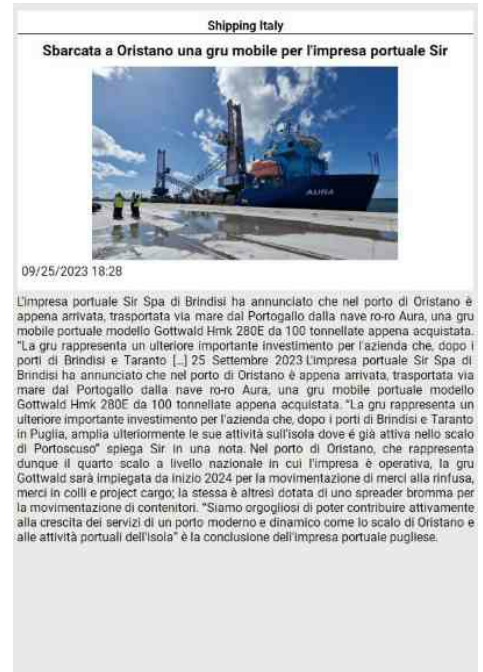 Shipping Italy
Sbarcata a Oristano una gru mobile per l'impresa portuale Sir
AURA
09/25/2023 18:28
L'impresa portuale Sir Spa di Brindisi ha annunciato che nel porto di Oristano è
appena arrivata, trasportata via mare dal Portogallo dalla nave ro-ro Aura, una gru
mobile portuale modello Gottwald Hmk 280E da 100 tonnellate appena acquistata.
"La gru rappresenta un ulteriore importante investimento per l'azienda che, dopo i
porti di Brindisi e Taranto […] 25 Settembre 2023 L'impresa portuale Sir Spa di
Brindisi ha annunciato che nel porto di Oristano è appena arrivata, trasportata via
mare dal Portogallo dalla nave ro-ro Aura, una gru mobile portuale modello
Gottwald Hmk 280E da 100 tonnellate appena acquistata. "La gru rappresenta un
ulteriore importante investimento per l'azienda che, dopo i porti di Brindisi e Taranto
in Puglia, amplia ulteriormente le sue attività sull'isola dove é già attiva nello scalo
di Portoscuso" spiega Sir in una nota. Nel porto di Oristano, che rappresenta
dunque il quarto scalo a livello nazionale in cui l'impresa è operativa, la gru
Gottwald sarà impiegata da inizio 2024 per la movimentazione di merci alla rinfusa,
merci in colli e project cargo; la stessa è altresì dotata di uno spreader bromma per
la movimentazione di contenitori. "Siamo orgogliosi di poter contribuire attivamente
alla crescita dei servizi di un porto moderno e dinamico come lo scalo di Oristano e
alle attività portuali dell'isola" è la conclusione dell'impresa portuale pugliese.